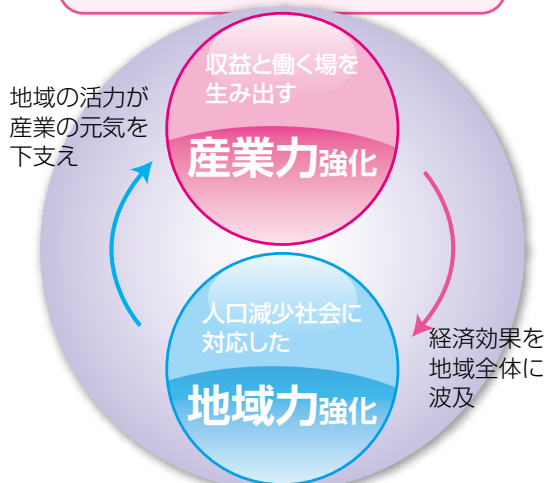 収益と働く場を
生み出す
産業力強化
地域の活力が
産業の元気を
下支え
人口減少社会に
対応した
地域力強化
経済効果を
地域全体に
波及